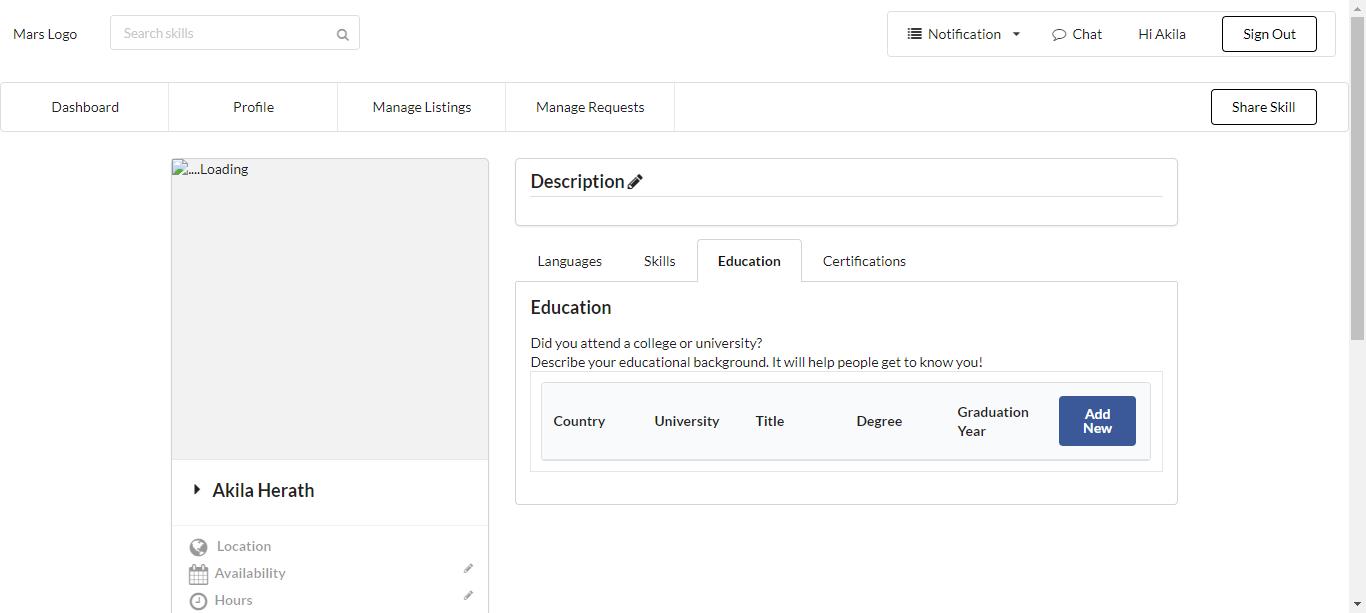 Mars Logo
Search skills
Notification
Chat
Hi Akila
Sign Out
Dashboard
Profile
Manage Listings
Manage Requests
Share Skill
....Loading
Akila Herath
Location
Availability
Hours
Description
Languages
Skills
Education
Certifications
Education
Did you attend a college or university?
Describe your educational background. It will help people get to know you!
Country
University
Title
Degree
Graduation
Year
Add
New